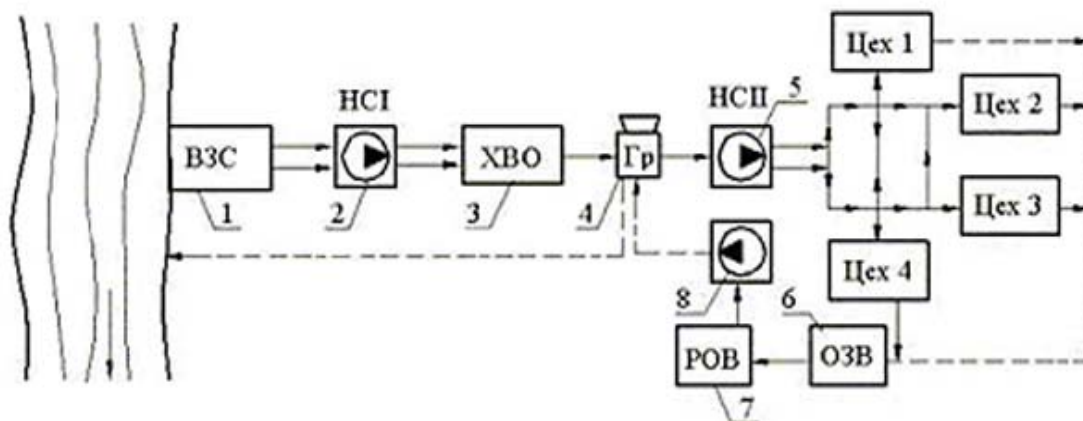 Цех 1
НСІ
НСІІ
5
Цех 2
ВЗС
ХВО
Гр
1
2
3
4
Цех 3
Цех 4
8
6
РОВ
ОЗВ
7